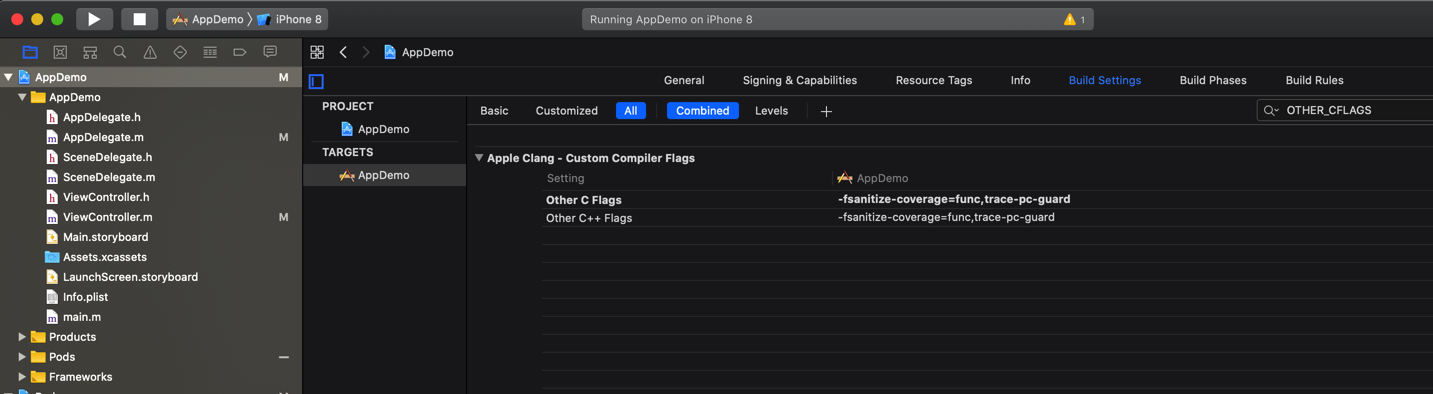 AppDemo 〉 iPhone 8
Running AppDemo on iPhone 8
1
AppDemo M
AppDemo
AppDelegate.h
AppDelegate.m M
SceneDelegate.h
SceneDelegate.m
ViewController.h
ViewController.m M
Main.storyboard
Assets.xcassets
LaunchScreen.storyboard
Info.plist
main.m
Products
Pods
Frameworks
AppDemo
General Signing & Capabilities Resource Tags Info Build Settings Build Phases Build Rules
PROJECT
AppDemo
TARGETS
AppDemo
Basic Customized All Combined Levels + OTHER_CFLAGS
Apple Clang - Custom Compiler Flags
Setting AppDemo
Other C Flags -fsanitize-coverage=func,trace-pc-guard
Other C++ Flags -fsanitize-coverage=func,trace-pc-guard